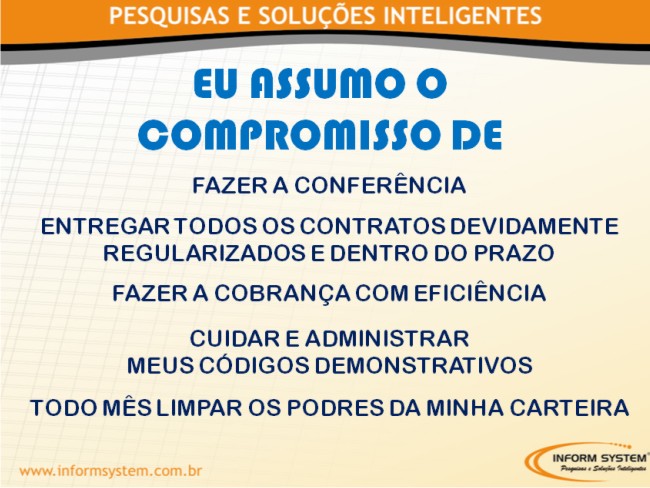 PESQUISAS E SOLUÇÕES INTELIGENTES
EU ASSUMO O
COMPROMISSO DE
FAZER A CONFERÊNCIA
ENTREGAR TODOS OS CONTRATOS DEVIDAMENTE
REGULARIZADOS E DENTRO DO PRAZO
FAZER A COBRANÇA COM EFICIÊNCIA
CUIDAR E ADMINISTRAR
MEUS CÓDIGOS DEMONSTRATIVOS
TODO MÊS LIMPAR OS PODRES DA MINHA CARTEIRA
www.informsystem.com.br
INFORM SYSTEM
Pesquisas e Soluções Inteligentes